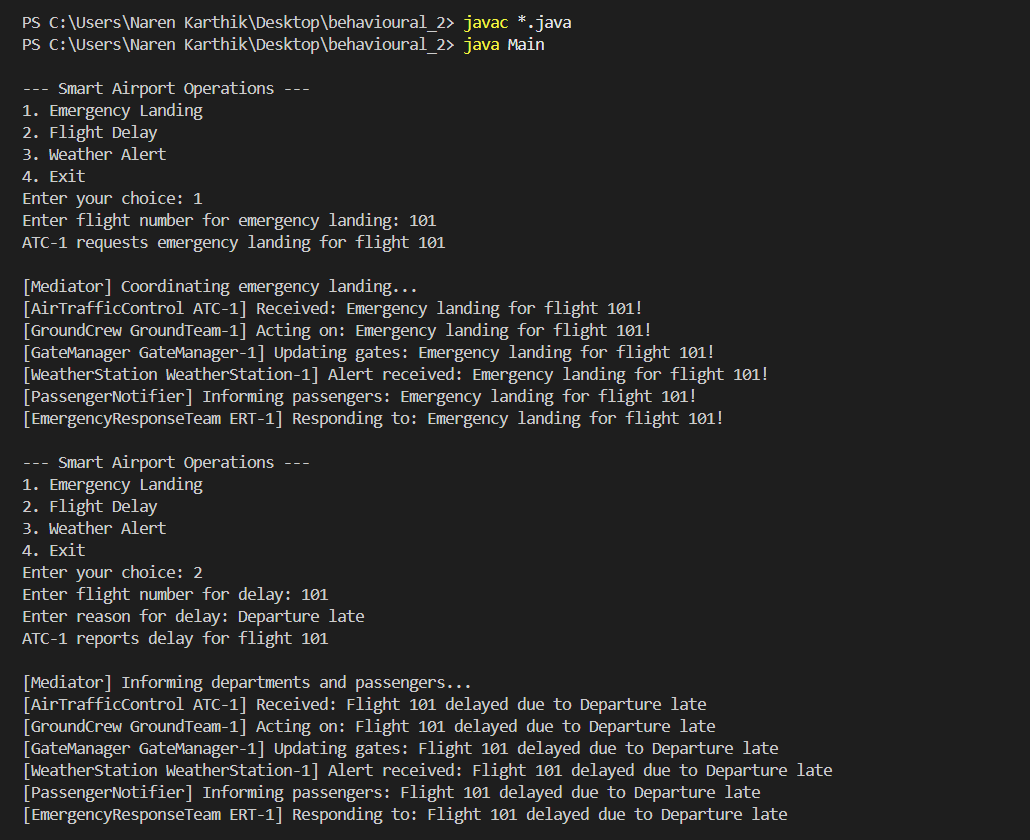 PS C:\Users\Naren Karthik\Desktop\behavioural_2> javac *.java
PS C:\Users\Naren Karthik\Desktop\behavioural_2> java Main
--- Smart Airport Operations ---
1. Emergency Landing
2. Flight Delay
3. Weather Alert
4. Exit
Enter your choice: 1
Enter flight number for emergency landing: 101
ATC-1 requests emergency landing for flight 101
[Mediator] Coordinating emergency landing...
[AirTrafficControl ATC-1] Received: Emergency landing for flight 101!
[GroundCrew GroundTeam-1] Acting on: Emergency landing for flight 101!
[GateManager GateManager-1] Updating gates: Emergency landing for flight 101!
[WeatherStation WeatherStation-1] Alert received: Emergency landing for flight 101!
[PassengerNotifier] Informing passengers: Emergency landing for flight 101!
[EmergencyResponseTeam ERT-1] Responding to: Emergency landing for flight 101!
--- Smart Airport Operations ---
1. Emergency Landing
2. Flight Delay
3. Weather Alert
4. Exit
Enter your choice: 2
Enter flight number for delay: 101
Enter reason for delay: Departure late
ATC-1 reports delay for flight 101
[Mediator] Informing departments and passengers...
[AirTrafficControl ATC-1] Received: Flight 101 delayed due to Departure late
[GroundCrew GroundTeam-1] Acting on: Flight 101 delayed due to Departure late
[GateManager GateManager-1] Updating gates: Flight 101 delayed due to Departure late
[WeatherStation WeatherStation-1] Alert received: Flight 101 delayed due to Departure late
[PassengerNotifier] Informing passengers: Flight 101 delayed due to Departure late
[EmergencyResponseTeam ERT-1] Responding to: Flight 101 delayed due to Departure late